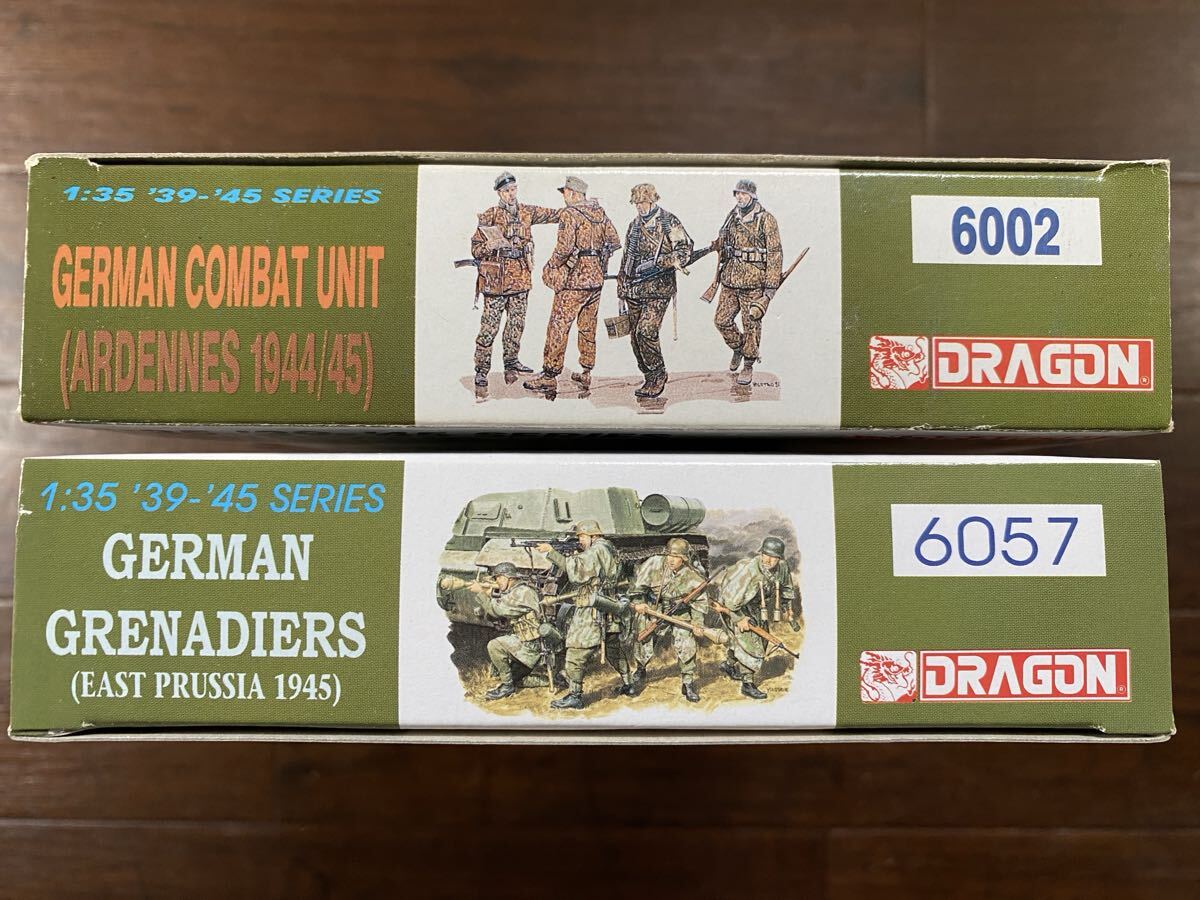 1:35 '39-'45 SERIES
GERMAN COMBAT UNIT
(ARDENNES 1944/45)
6002
DRAGON
1:35 '39-'45 SERIES
GERMAN
GRENADIERS
(EAST PRUSSIA 1945)
6057
DRAGON